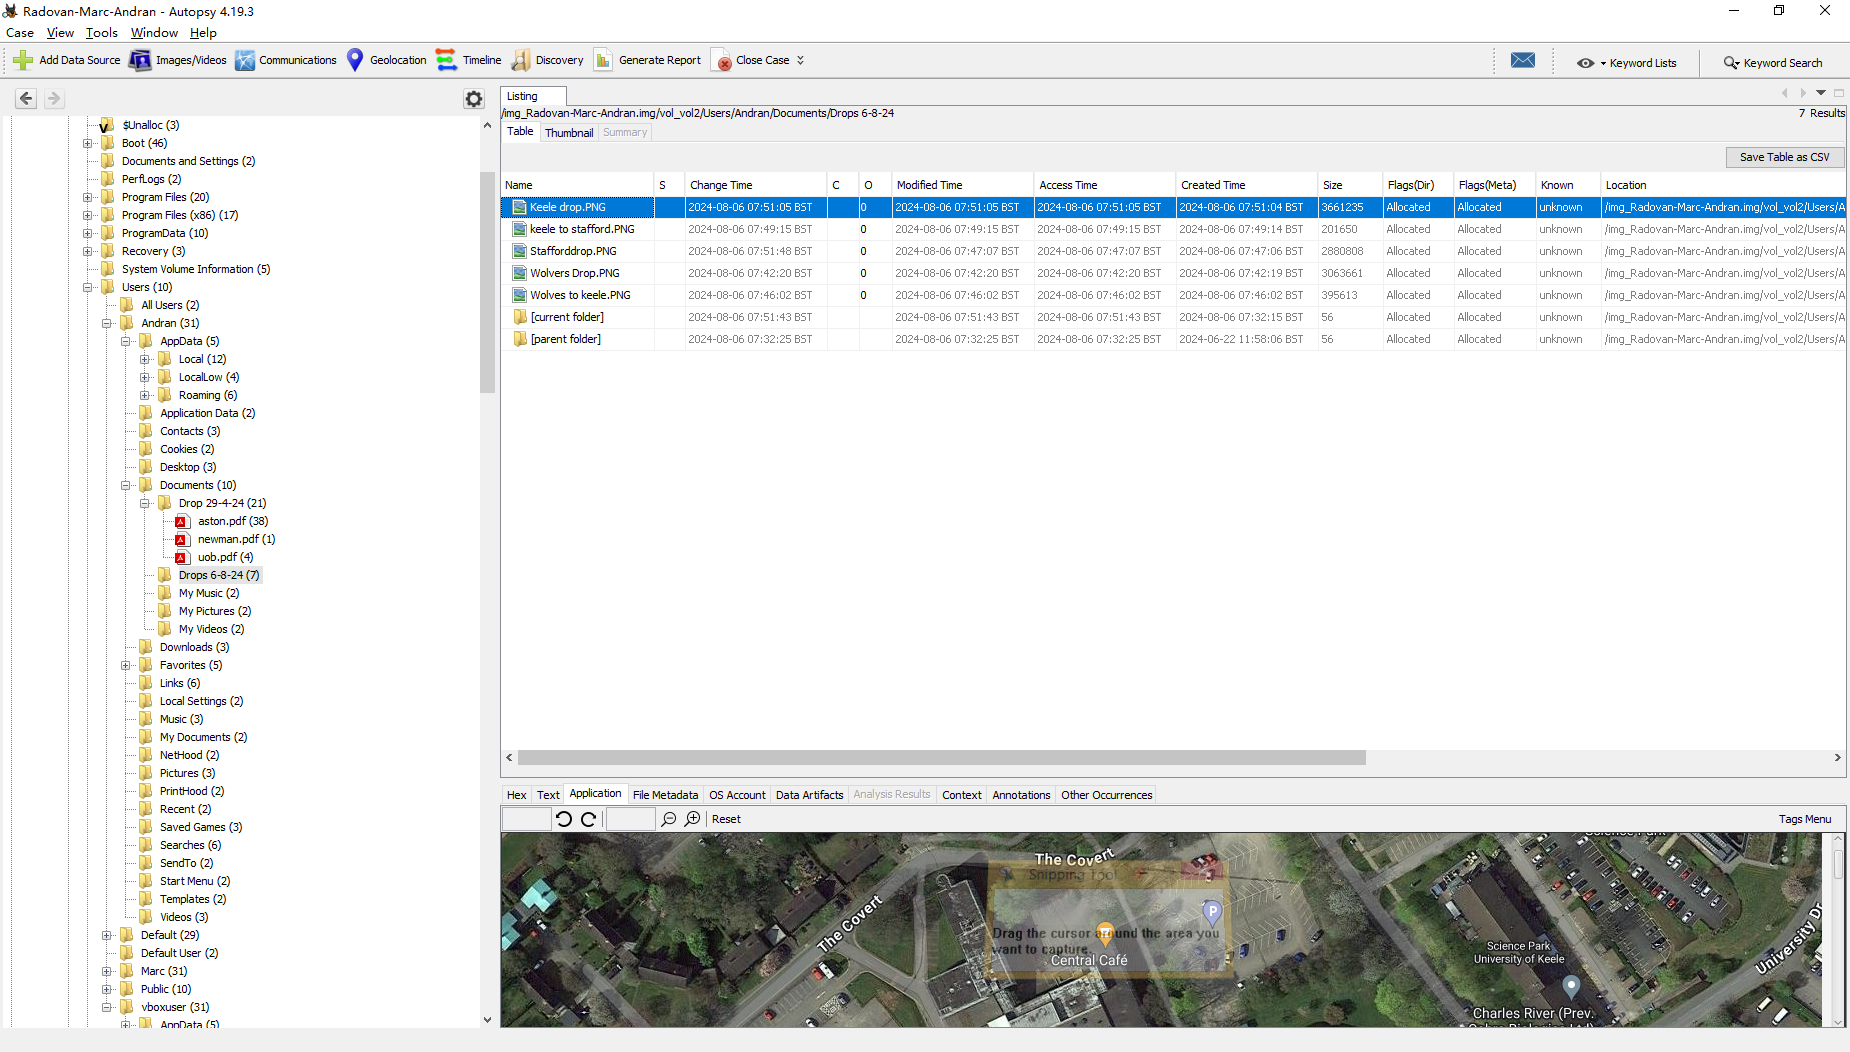 Radovan-Marc-Andran - Autopsy 4.19.3
Case View Tools Window Help
Add Data Source Images/Videos Communications Geolocation Timeline Discovery Generate Report Close Case Keyword Lists Keyword Search
$Unalloc (3)
Boot (46)
Documents and Settings (2)
PerfLogs (2)
Program Files (20)
Program Files (x86) (17)
ProgramData (10)
Recovery (3)
System Volume Information (5)
Users (10)
All Users (2)
Andran (31)
AppData (5)
Local (12)
LocalLow (4)
Roaming (6)
Application Data (2)
Contacts (3)
Cookies (2)
Desktop (3)
Documents (10)
Drop 29-4-24 (21)
aston.pdf (38)
newman.pdf (1)
uob.pdf (4)
Drops 6-8-24 (7)
My Music (2)
My Pictures (2)
My Videos (2)
Downloads (3)
Favorites (5)
Links (6)
Local Settings (2)
Music (3)
My Documents (2)
NetHood (2)
Pictures (3)
PrintHood (2)
Recent (2)
Saved Games (3)
Searches (6)
SendTo (2)
Start Menu (2)
Templates (2)
Videos (3)
Default (29)
Default User (2)
Marc (31)
Public (10)
vboxuser (31)
AppData (5)
Listing
/img_Radovan-Marc-Andran.img/vol_vol2/Users/Andran/Documents/Drops 6-8-24 7 Results
Table Thumbnail Summary
Save Table as CSV
Name S Change Time C O Modified Time Access Time Created Time Size Flags(Dir) Flags(Meta) Known Location
Keele drop.PNG 2024-08-06 07:51:05 BST 0 2024-08-06 07:51:05 BST 2024-08-06 07:51:05 BST 2024-08-06 07:51:04 BST 3661235 Allocated Allocated unknown /img_Radovan-Marc-Andran.img/vol_vol2/Users/A
keele to stafford.PNG 2024-08-06 07:49:15 BST 0 2024-08-06 07:49:15 BST 2024-08-06 07:49:15 BST 2024-08-06 07:49:14 BST 201650 Allocated Allocated unknown /img_Radovan-Marc-Andran.img/vol_vol2/Users/A
Stafforddrop.PNG 2024-08-06 07:51:48 BST 0 2024-08-06 07:47:07 BST 2024-08-06 07:47:07 BST 2024-08-06 07:47:07 BST 2880808 Allocated Allocated unknown /img_Radovan-Marc-Andran.img/vol_vol2/Users/A
Wolvers Drop.PNG 2024-08-06 07:42:20 BST 0 2024-08-06 07:42:20 BST 2024-08-06 07:42:20 BST 2024-08-06 07:42:19 BST 3063661 Allocated Allocated unknown /img_Radovan-Marc-Andran.img/vol_vol2/Users/A
Wolves to keele.PNG 2024-08-06 07:46:02 BST 0 2024-08-06 07:46:02 BST 2024-08-06 07:46:02 BST 2024-08-06 07:46:02 BST 395613 Allocated Allocated unknown /img_Radovan-Marc-Andran.img/vol_vol2/Users/A
[current folder] 2024-08-06 07:51:43 BST 2024-08-06 07:51:43 BST 2024-08-06 07:51:43 BST 2024-08-06 07:32:15 BST 56 Allocated Allocated unknown /img_Radovan-Marc-Andran.img/vol_vol2/Users/A
[parent folder] 2024-08-06 07:32:25 BST 2024-08-06 07:32:25 BST 2024-08-06 07:32:25 BST 2024-06-22 11:58:06 BST 56 Allocated Allocated unknown /img_Radovan-Marc-Andran.img/vol_vol2/Users/A
Hex Text Application File Metadata OS Account Data Artifacts Analysis Results Context Annotations Other Occurrences
Reset Tags Menu
Science Park
The Covert
Snipping Tool
The Covert
P
Drag the cursor around the area you
want to capture.
Central Café
Science Park
University of Keele
University Dr
Charles River (Prev.